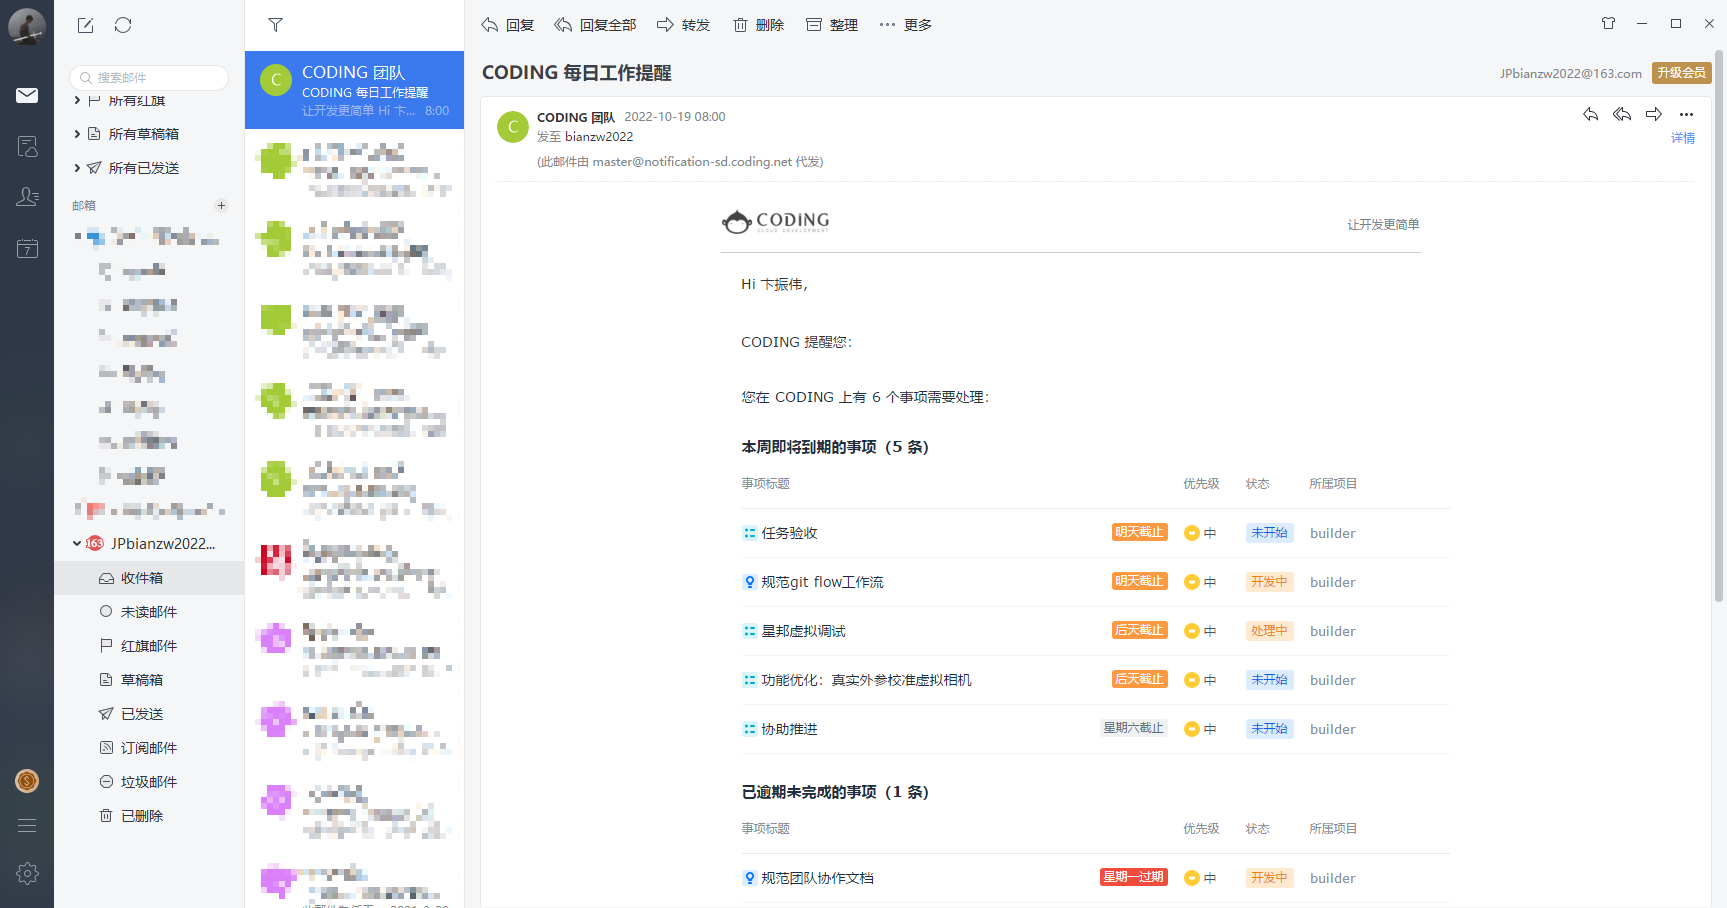 搜索邮件
所有红旗
所有草稿箱
所有已发送
邮箱
163 JPbianzw2022...
收件箱
未读邮件
红旗邮件
草稿箱
已发送
订阅邮件
垃圾邮件
已删除
7
C
CODING 团队
CODING 每日工作提醒
让开发更简单 Hi 卞... 8:00
回复 回复全部 转发 删除 整理 更多
CODING 每日工作提醒
JPbianzw2022@163.com 升级会员
C
CODING 团队 2022-10-19 08:00
发至 bianzw2022
详情
(此邮件由 master@notification-sd.coding.net 代发)
CODING
CLOUD DEVELOPMENT
让开发更简单
Hi 卞振伟，
CODING 提醒您：
您在 CODING 上有 6 个事项需要处理：
本周即将到期的事项（5 条）
事项标题 优先级 状态 所属项目
任务验收 明天截止 中 未开始 builder
规范git flow工作流 明天截止 中 开发中 builder
星邦虚拟调试 后天截止 中 处理中 builder
功能优化：真实外参校准虚拟相机 后天截止 中 未开始 builder
协助推进 星期六截止 中 未开始 builder
已逾期未完成的事项（1 条）
事项标题 优先级 状态 所属项目
规范团队协作文档 星期一过期 中 开发中 builder